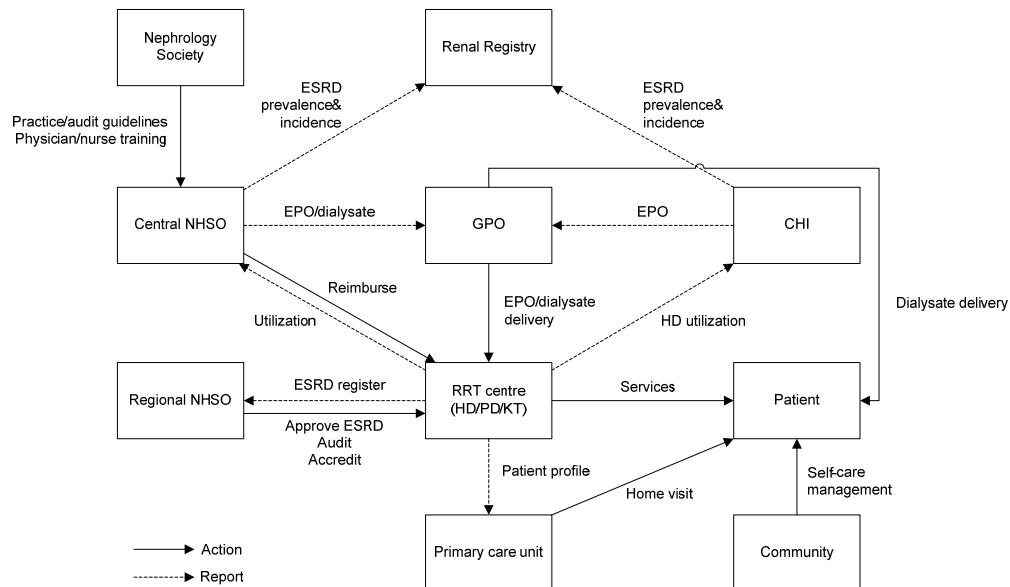 Nephrology
Society
Renal Registry
ESRD
prevalence&
incidence
ESRD
prevalence&
incidence
Practice/audit guidelines
Physician/nurse training
Central NHSO
EPO/dialysate
GPO
EPO
CHI
Reimburse
Utilization
EPO/dialysate
delivery
HD utilization
Dialysate delivery
Regional NHSO
ESRD register
Approve ESRD
Audit
Accredit
RRT centre
(HD/PD/KT)
Services
Patient
Patient profile
Home visit
Self-care
management
Primary care unit
Community
Action
Report